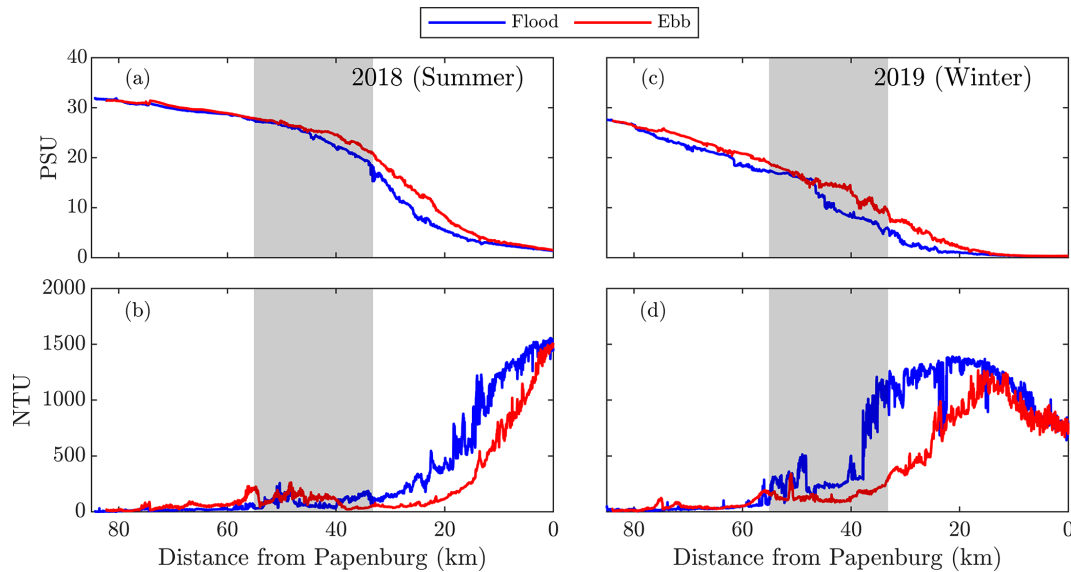 Flood Ebb
(a) 2018 (Summer)
(c) 2019 (Winter)
PSU
40
30
20
10
0
(b)
(d)
NTU
2000
1500
1000
500
0
80 60 40 20 0
80 60 40 20 0
Distance from Papenburg (km)
Distance from Papenburg (km)